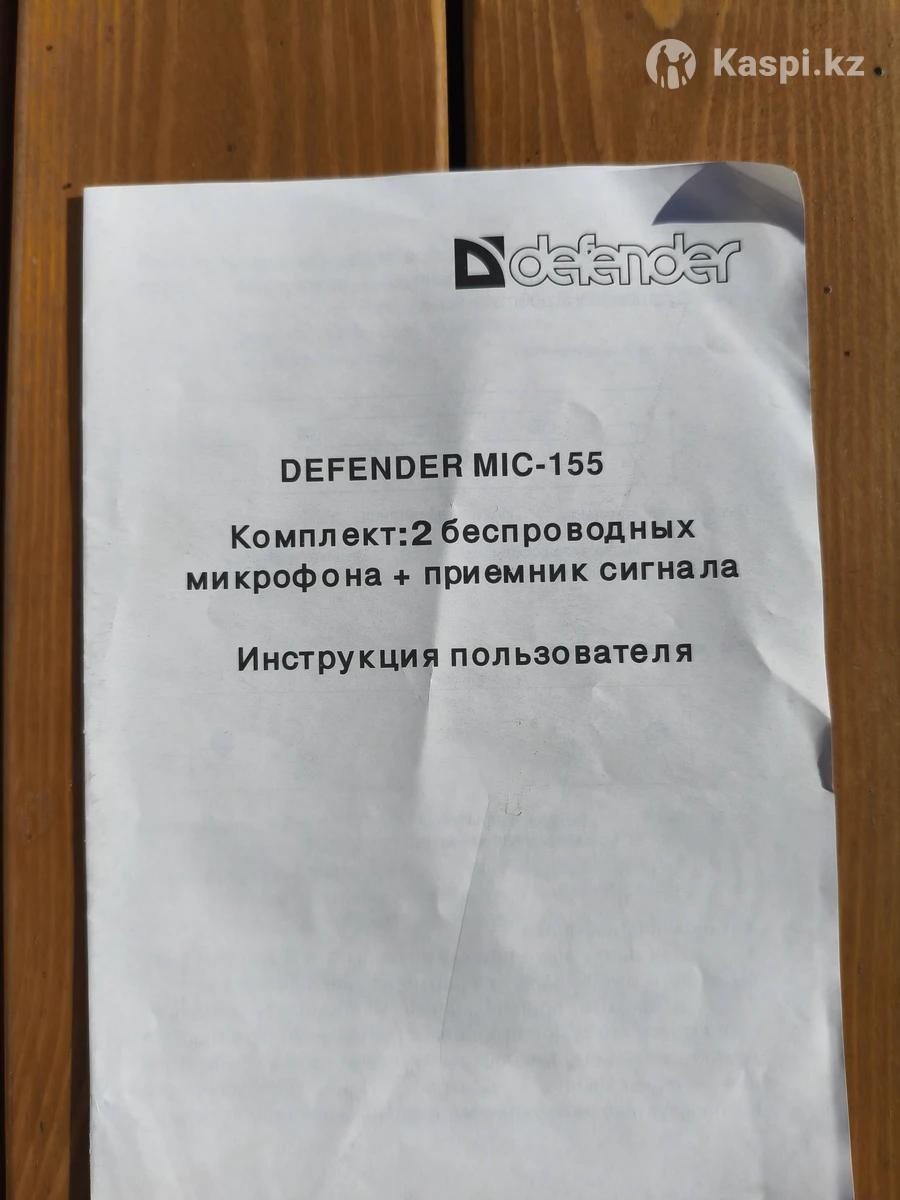 Kaspi.kz
defender
DEFENDER MIC-155
Комплект:2 беспроводных
микрофона + приемник сигнала
Инструкция пользователя